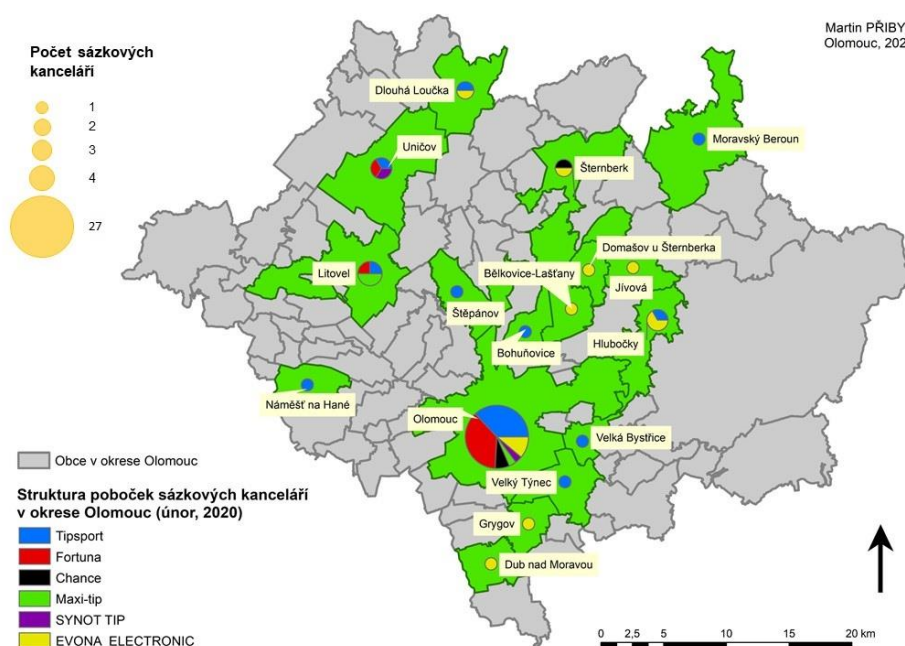 Martin PŘIBY
Olomouc, 202
Počet sázkových
kanceláří
1
2
3
4
27
Dlouhá Loučka
Uničov
Šternberk
Moravský Beroun
Domašov u Šternberka
Bělkovice-Lašťany
Jívová
Litovel
Štěpánov
Bohuňovice
Hlubočky
Náměšť na Hané
Olomouc
Velká Bystřice
Velký Týnec
Grygov
Dub nad Moravou
Obce v okrese Olomouc
Struktura poboček sázkových kanceláří
v okrese Olomouc (únor, 2020)
Tipsport
Fortuna
Chance
Maxi-tip
SYNOT TIP
EVONA ELECTRONIC
0 2,5 5 10 15 20 km